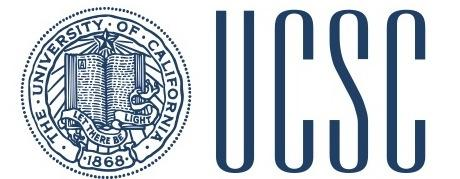 · THE · UNIVERSITY · OF · CALIFORNIA ·
LET THERE BE LIGHT
· 1868 ·
UCSC